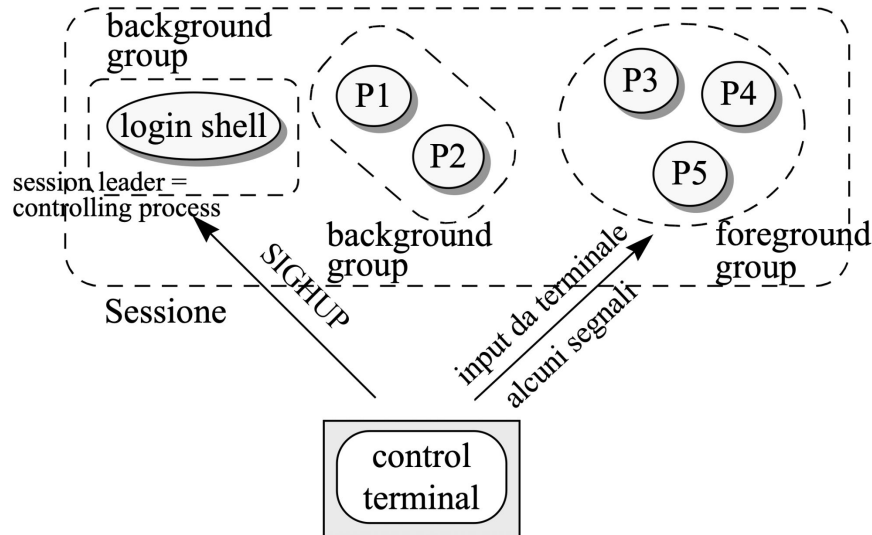 background
group
login shell
session leader =
controlling process
P1
P2
background
group
P3
P4
P5
foreground
group
Sessione
SIGHUP
input da terminale
alcuni segnali
control
terminal